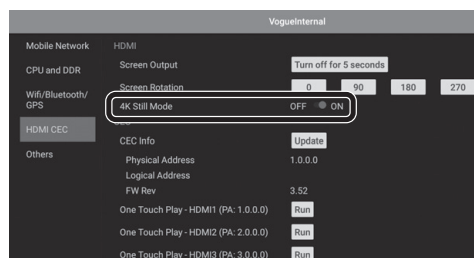 VogueInternal
Mobile Network
CPU and DDR
Wifi/Bluetooth/
GPS
HDMI CEC
Others
HDMI
Screen Output Turn off for 5 seconds
Screen Rotation 0 90 180 270
4K Still Mode OFF ON
CEC Info Update
Physical Address 1.0.0.0
Logical Address
FW Rev 3.52
One Touch Play - HDMI1 (PA: 1.0.0.0) Run
One Touch Play - HDMI2 (PA: 2.0.0.0) Run
One Touch Play - HDMI3 (PA: 3.0.0.0) Run